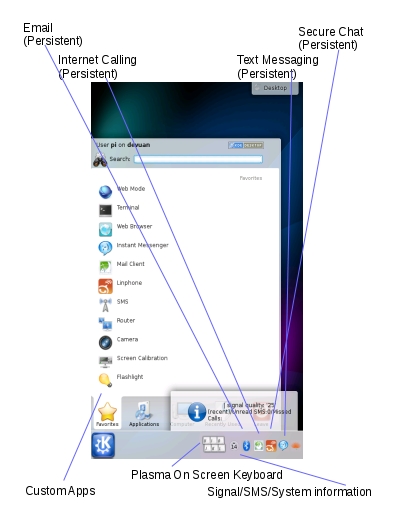 Email
(Persistent)
Secure Chat
(Persistent)
Internet Calling
(Persistent)
Text Messaging
(Persistent)
Desktop
User pi on devuan
Search:
Favorites
Web Mode
Terminal
Web Browser
Instant Messenger
Mail Client
Linphone
SMS
Router
Camera
Screen Calibration
Flashlight
signal quality: '25
[recent]/unread SMS:0/Missed
Calls:
Favorites
Applications
Plasma On Screen Keyboard
Custom Apps
Signal/SMS/System information